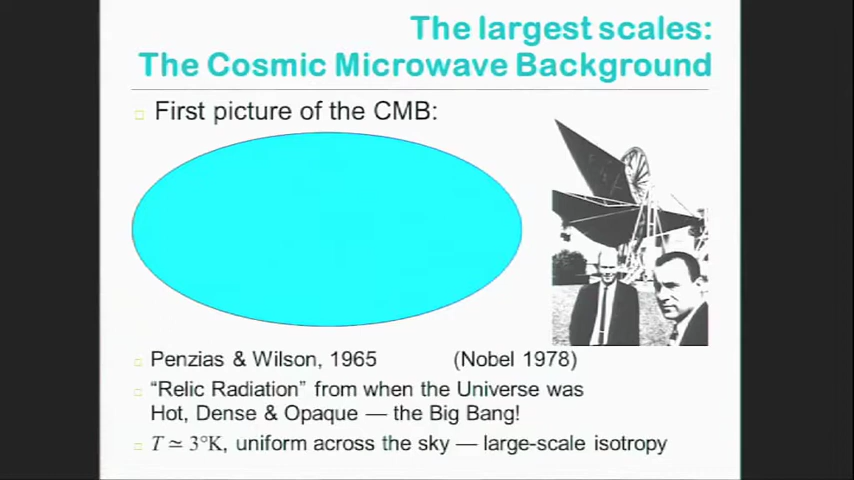 The largest scales:
The Cosmic Microwave Background
First picture of the CMB:
Penzias & Wilson, 1965 (Nobel 1978)
“Relic Radiation” from when the Universe was
Hot, Dense & Opaque — the Big Bang!
T ≃ 3°K, uniform across the sky — large-scale isotropy